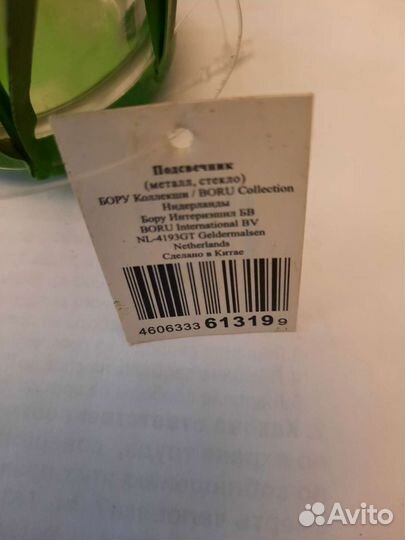 Подсвечник
(металл, стекло)
БОРУ Коллекшн / BORU Collection
Нидерланды
Бору Интернэшнл БВ
BORU International BV
NL-4193GT Geldermalsen
Netherlands
Сделано в Китае
4606333 61319 9
Avito